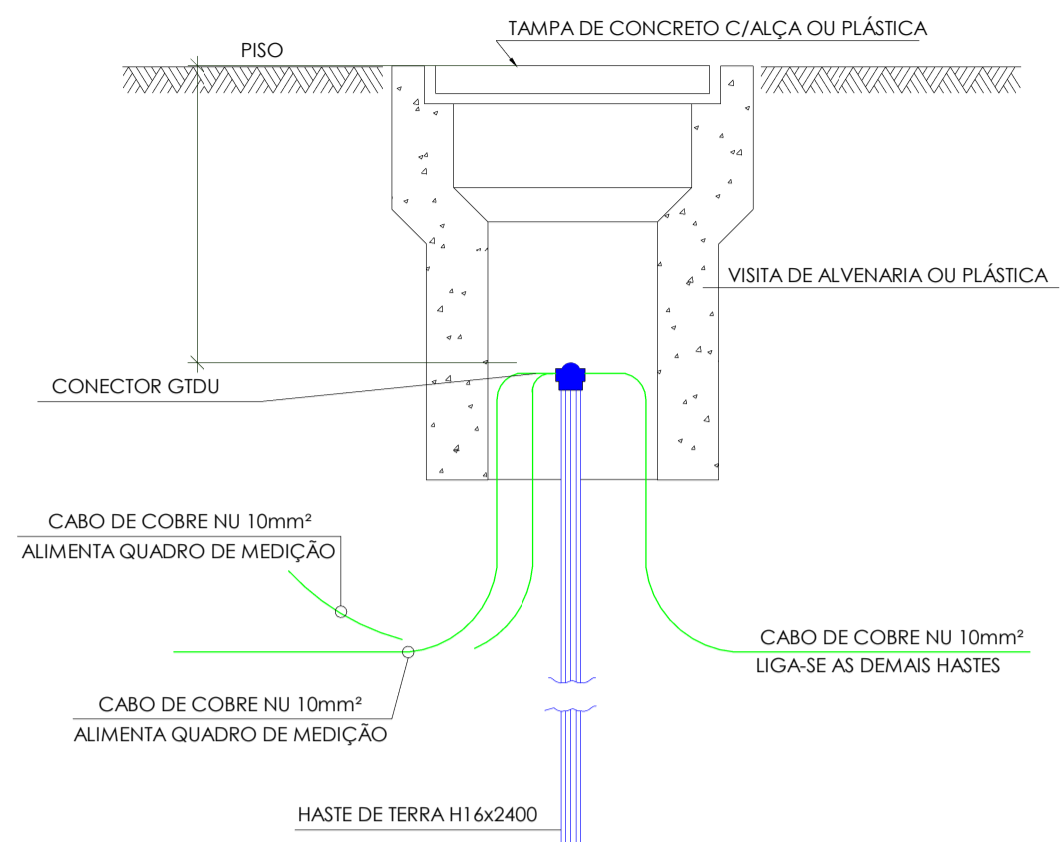 TAMPA DE CONCRETO C/ALÇA OU PLÁSTICA
PISO
VISITA DE ALVENARIA OU PLÁSTICA
CONECTOR GTDU
CABO DE COBRE NU 10mm²
ALIMENTA QUADRO DE MEDIÇÃO
CABO DE COBRE NU 10mm²
LIGA-SE AS DEMAIS HASTES
CABO DE COBRE NU 10mm²
ALIMENTA QUADRO DE MEDIÇÃO
HASTE DE TERRA H16x2400